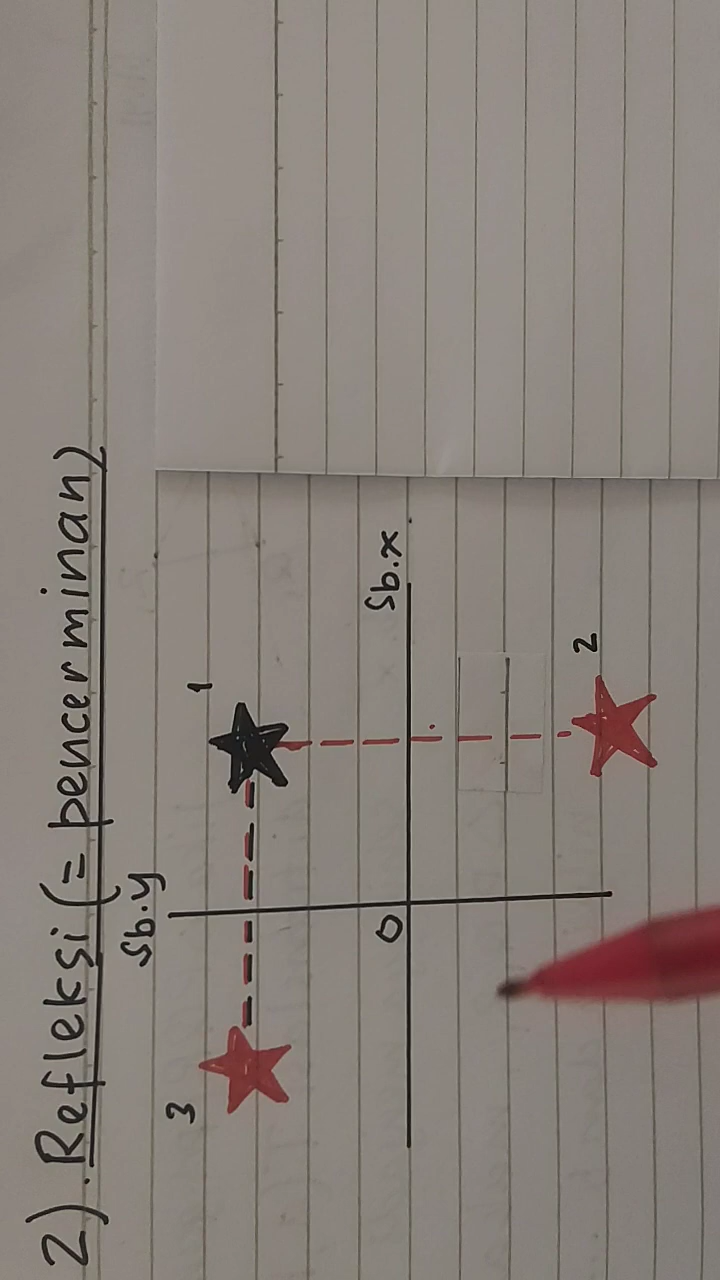 2). Refleksi (= pencerminan)
Sb.y
3
1
0
Sb.x
2